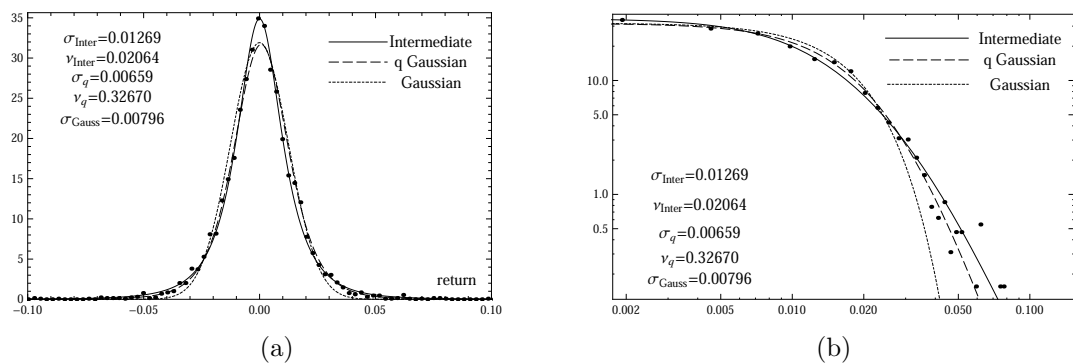 35
30
25
20
15
10
5
0
-0.10
-0.05
0.00
0.05
0.10
σInter=0.01269
νInter=0.02064
σq=0.00659
νq=0.32670
σGauss=0.00796
Intermediate
q Gaussian
Gaussian
return
(a)
10.0
5.0
1.0
0.5
0.002
0.005
0.010
0.020
0.050
0.100
Intermediate
q Gaussian
Gaussian
σInter=0.01269
νInter=0.02064
σq=0.00659
νq=0.32670
σGauss=0.00796
(b)